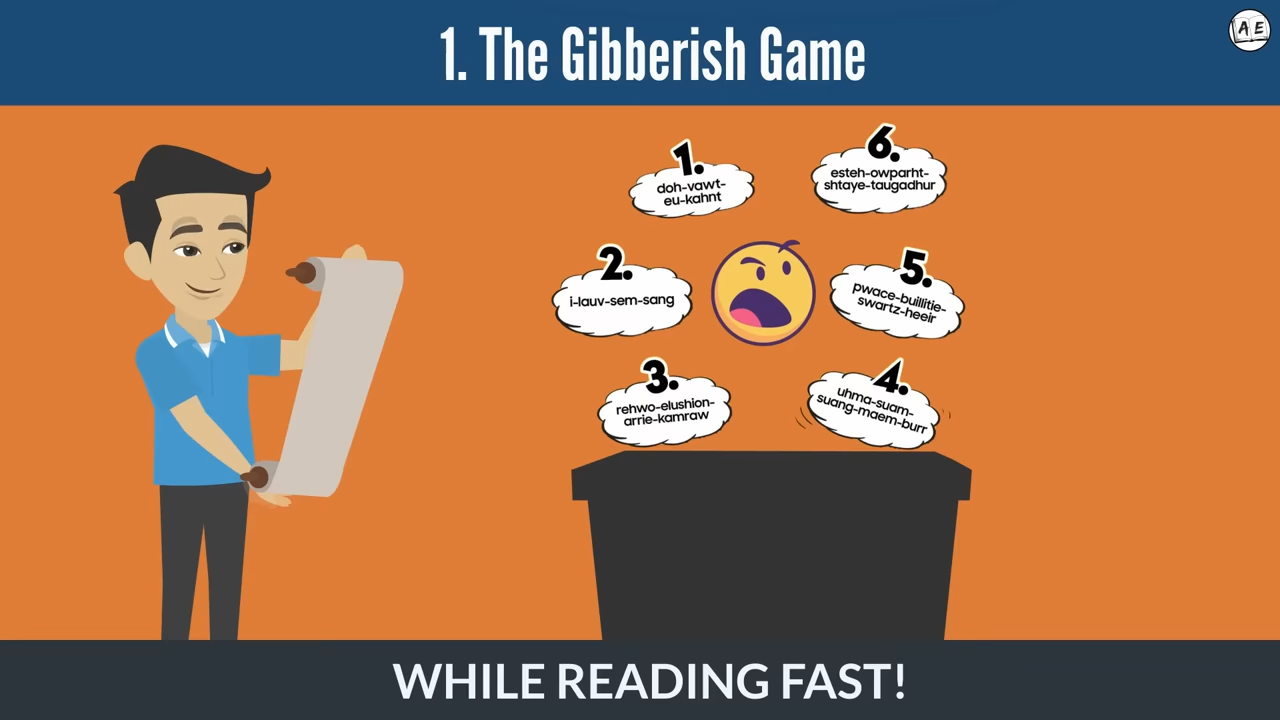 1. The Gibberish Game
A E
1.
doh-vawt-
eu-kahnt
2.
i-lauv-sem-sang
3.
rehwo-elushion-
arrie-kamraw
4.
uhma-suam-
suang-maem-burr
5.
pwace-buillitie-
swartz-heeir
6.
esteh-owparht-
shtaye-taugadhur
WHILE READING FAST!